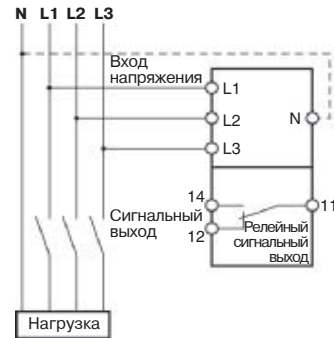 N L1 L2 L3
Вход
напряжения
L1
L2
N
L3
14
11
Сигнальный
выход
12
Релейный
сигнальный
выход
Нагрузка